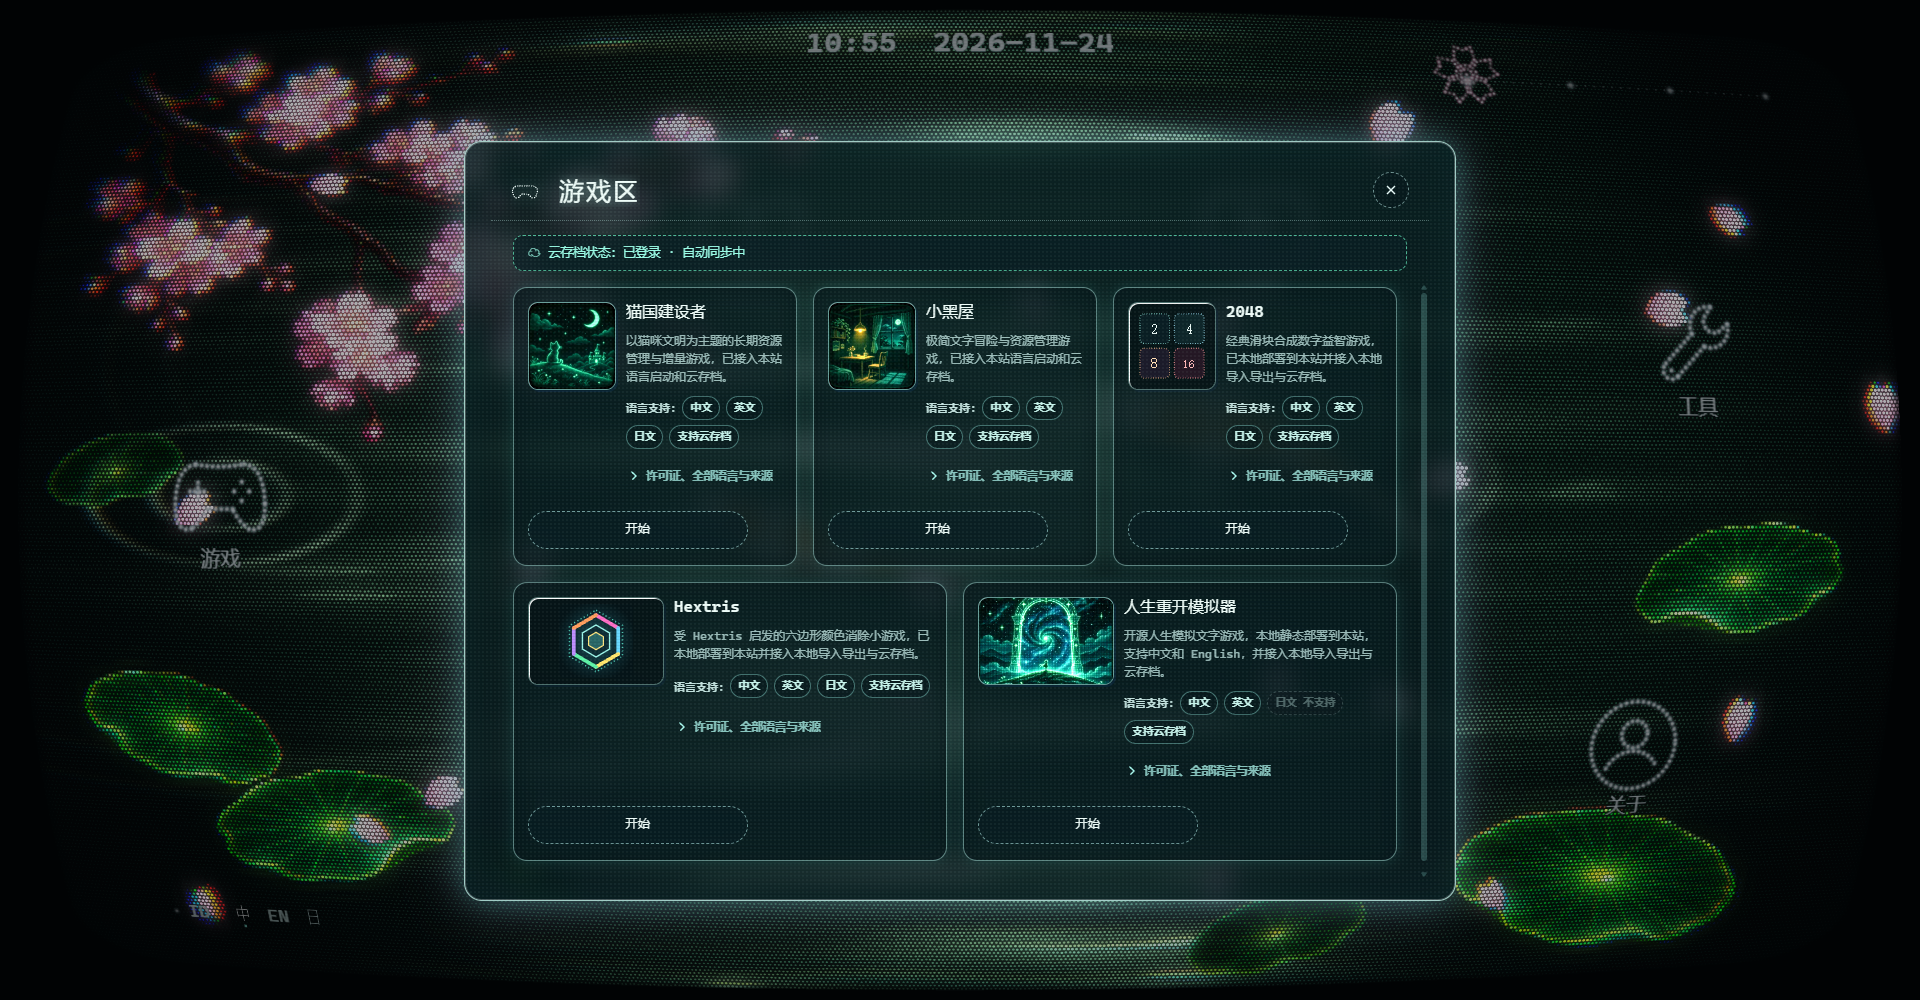 10:55 2026-11-24
游戏区
×
云存档状态: 已登录 · 自动同步中
猫国建设者
以猫咪文明为主题的长期资源
管理与增量游戏，已接入本站
语言启动和云存档。
语言支持: 中文 英文
日文 支持云存档
许可证、全部语言与来源
开始
小黑屋
极简文字冒险与资源管理游
戏，已接入本站语言启动和云
存档。
语言支持: 中文 英文
日文 支持云存档
许可证、全部语言与来源
开始
2 4
8 16
2048
经典滑块合成数字益智游戏，
已本地部署到本站并接入本地
导入导出与云存档。
语言支持: 中文 英文
日文 支持云存档
许可证、全部语言与来源
开始
Hextris
受 Hextris 启发的六边形颜色消除小游戏，已
本地部署到本站并接入本地导入导出与云存档。
语言支持: 中文 英文 日文 支持云存档
许可证、全部语言与来源
开始
人生重开模拟器
开源人生模拟文字游戏，本地静态部署到本站，
支持中文和 English，并接入本地导入导出与
云存档。
语言支持: 中文 英文 日文 不支持
支持云存档
许可证、全部语言与来源
开始
游戏
工具
关于
中 EN 日